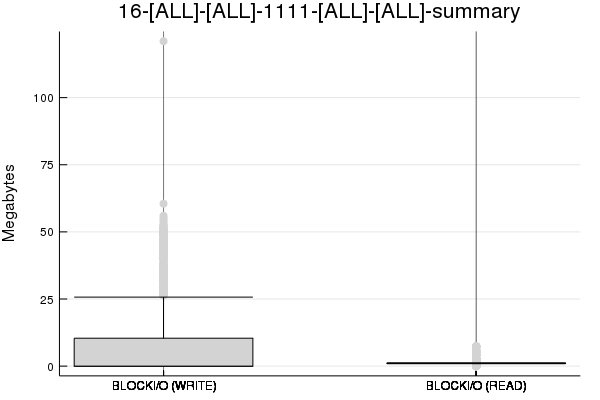 16-[ALL]-[ALL]-1111-[ALL]-[ALL]-summary
Megabytes
100
75
50
25
0
BLOCKI/O (WRITE)
BLOCKI/O (READ)